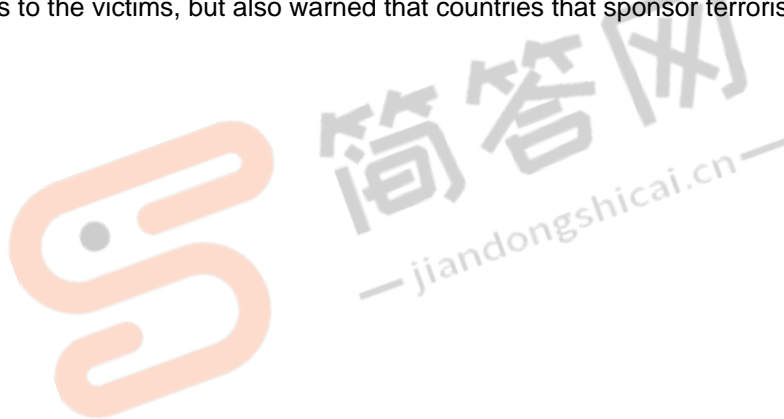 s to the victims, but also warned that countries that sponsor terroris
简答网
jiandongshicai.cn